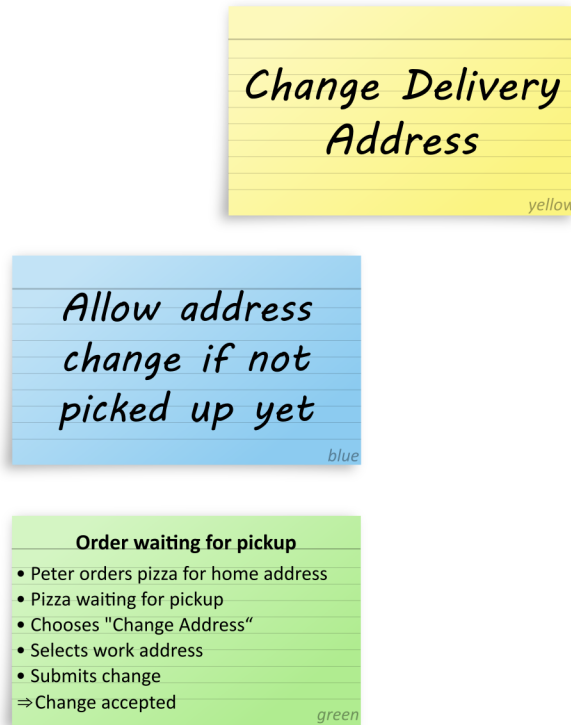 Change Delivery
Address
yellow
Allow address
change if not
picked up yet
blue
Order waiting for pickup
• Peter orders pizza for home address
• Pizza waiting for pickup
• Chooses "Change Address“
• Selects work address
• Submits change
⇒ Change accepted
green